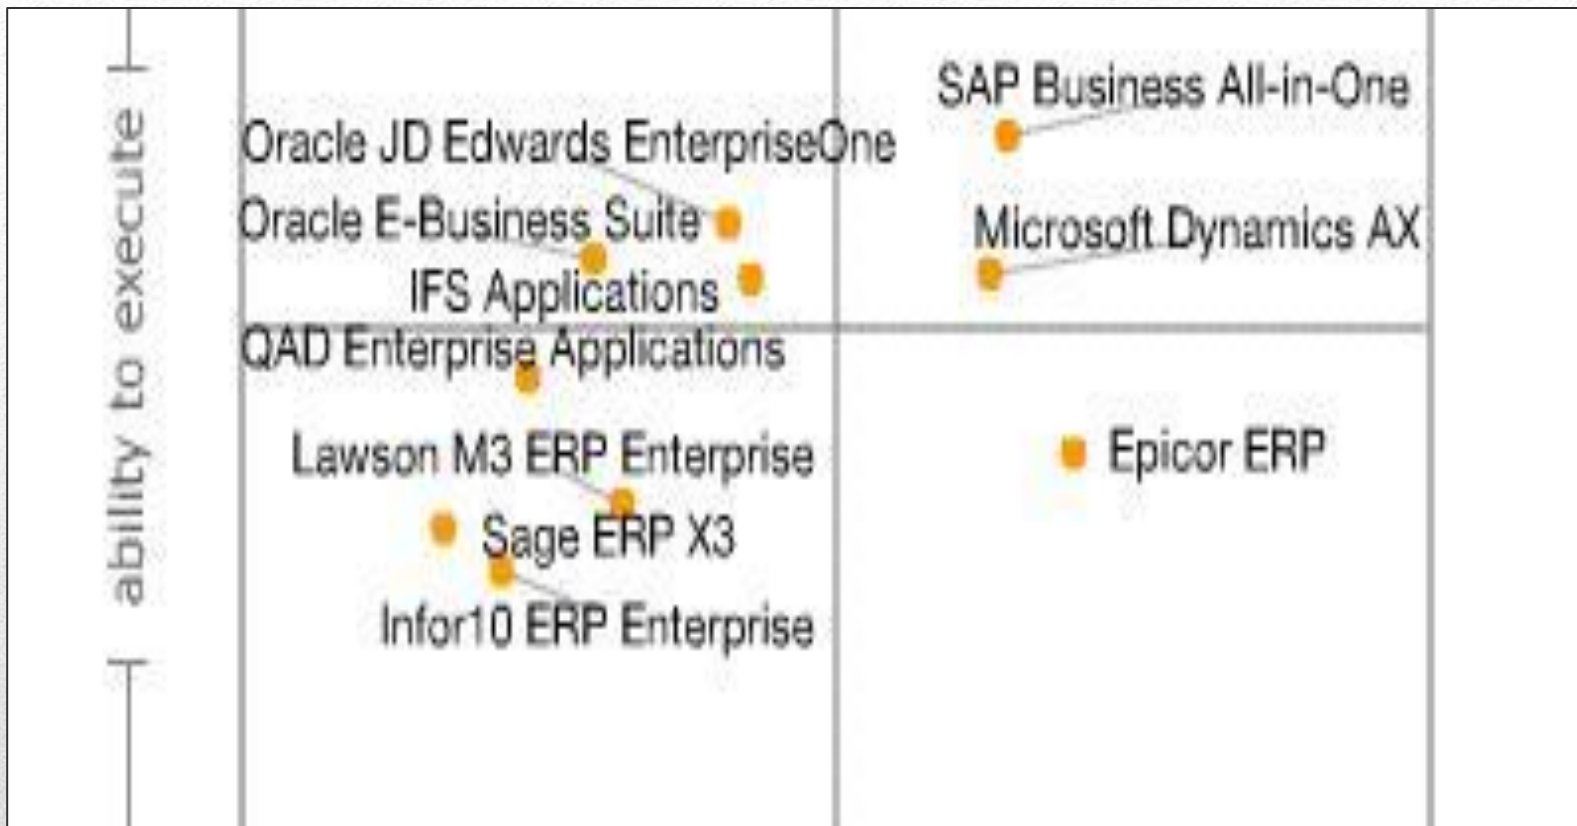 ability to execute
SAP Business All-in-One
Oracle JD Edwards EnterpriseOne
Oracle E-Business Suite
Microsoft Dynamics AX
IFS Applications
QAD Enterprise Applications
Lawson M3 ERP Enterprise
Epicor ERP
Sage ERP X3
Infor10 ERP Enterprise